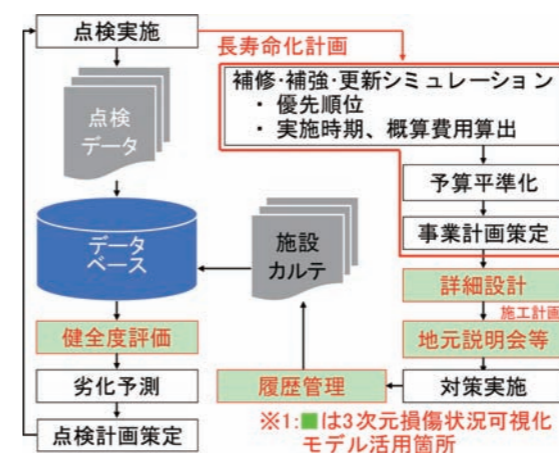 点検実施
長寿命化計画
補修・補強・更新シミュレーション
・ 優先順位
・ 実施時期、概算費用算出
点検
データ
予算平準化
事業計画策定
データ
ベース
施設
カルテ
詳細設計
施工計画
健全度評価
地元説明会等
劣化予測
履歴管理
対策実施
点検計画策定
※1:■は3次元損傷状況可視化
モデル活用箇所